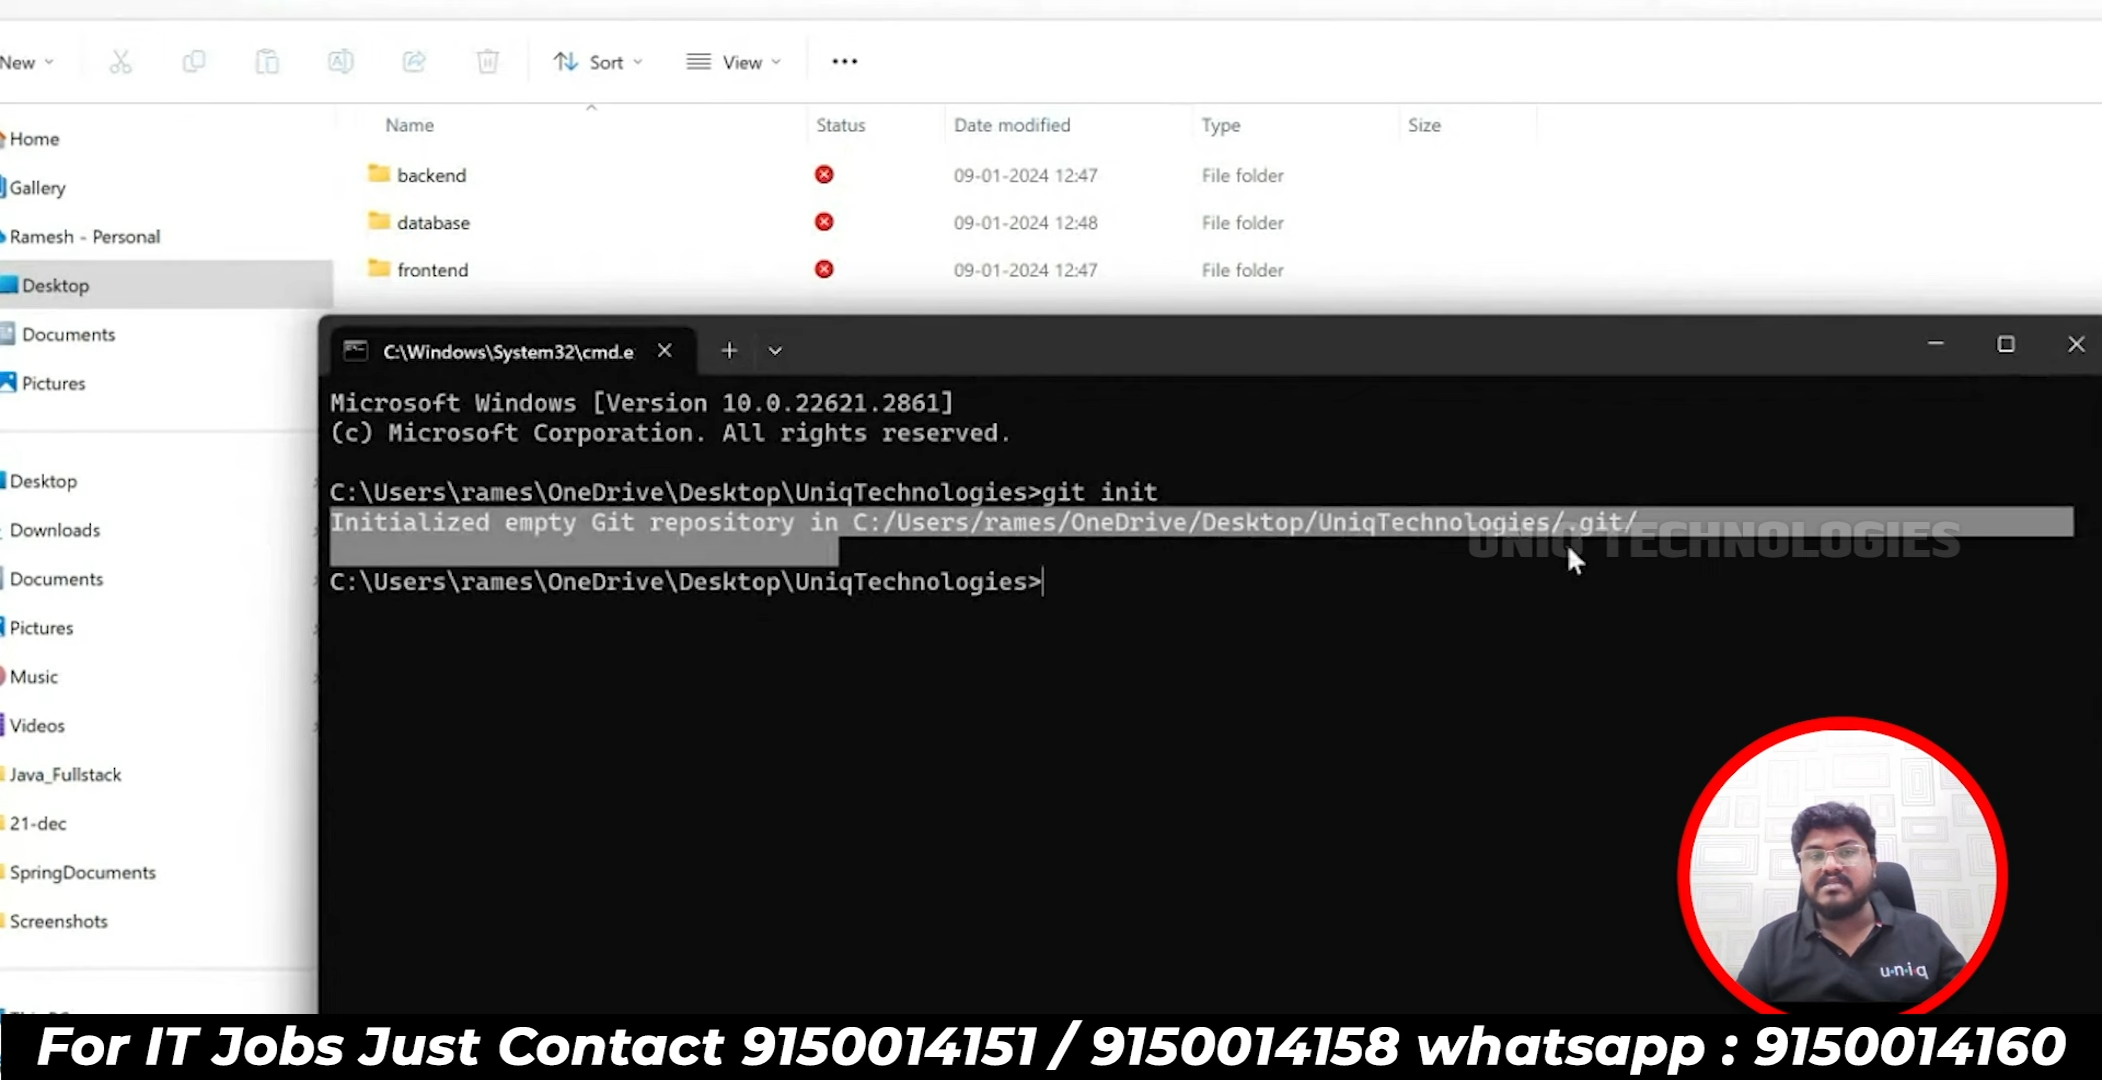 New
Sort
View
Name
Status
Date modified
Type
Size
Home
backend
09-01-2024 12:47
File folder
Gallery
database
09-01-2024 12:48
File folder
Ramesh - Personal
frontend
09-01-2024 12:47
File folder
Desktop
Documents
Pictures
Desktop
Downloads
Documents
Pictures
Music
Videos
Java_Fullstack
21-dec
SpringDocuments
Screenshots
C:\Windows\System32\cmd.e
Microsoft Windows [Version 10.0.22621.2861]
(c) Microsoft Corporation. All rights reserved.
C:\Users\rames\OneDrive\Desktop\UniqTechnologies>git init
Initialized empty Git repository in C:/Users/rames/OneDrive/Desktop/UniqTechnologies/.git/
UNIQ TECHNOLOGIES
C:\Users\rames\OneDrive\Desktop\UniqTechnologies>
u·n·i·q
For IT Jobs Just Contact 9150014151 / 9150014158 whatsapp : 9150014160